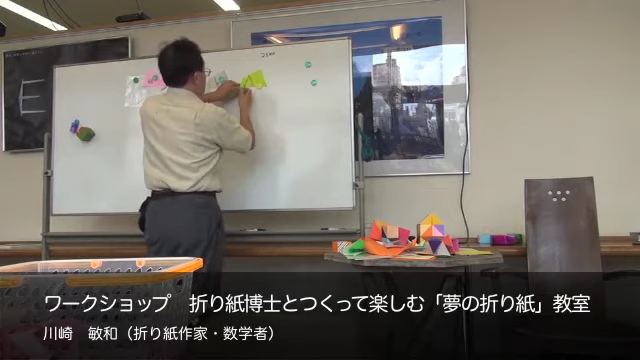 ワークショップ　折り紙博士とつくって楽しむ「夢の折り紙」教室
川崎　敏和（折り紙作家・数学者）